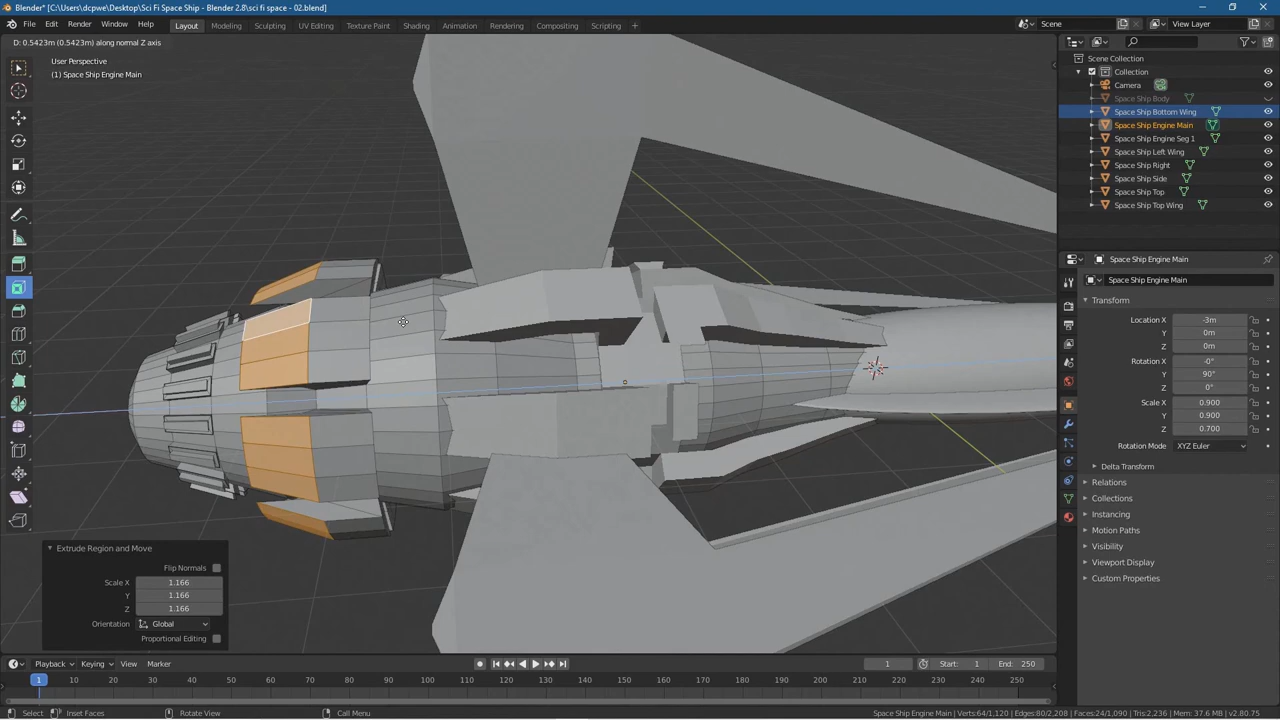 Blender* [C:\Users\dcpwe\Desktop\Sci Fi Space Ship - Blender 2.8\sci fi space - 02.blend]
File Edit Render Window Help Layout Modeling Sculpting UV Editing Texture Paint Shading Animation Rendering Compositing Scripting Scene View Layer
D: 0.5423m (0.5423m) along normal Z axis
User Perspective
(1) Space Ship Engine Main
Scene Collection
Collection
Camera
Space Ship Body
Space Ship Bottom Wing
Space Ship Engine Main
Space Ship Engine Seg 1
Space Ship Left Wing
Space Ship Right
Space Ship Side
Space Ship Top
Space Ship Top Wing
Space Ship Engine Main
Space Ship Engine Main
Transform
Location X -3m
Y 0m
Z 0m
Rotation X -0°
Y 90°
Z 0°
Scale X 0.900
Y 0.900
Z 0.700
Rotation Mode XYZ Euler
Delta Transform
Relations
Collections
Instancing
Motion Paths
Visibility
Viewport Display
Custom Properties
Extrude Region and Move
Flip Normals
Scale X 1.166
Y 1.166
Z 1.166
Orientation Global
Proportional Editing
Playback Keying View Marker 1 Start: 1 End: 250
1 10 20 30 40 50 60 70 80 90 100 110 120 130 140 150 160 170 180 190 200 210 220 230 240 250
Select Inset Faces Rotate View Call Menu Space Ship Engine Main | Verts:64/1,120 | Edges:80/2,208 | Faces:24/1,090 | Tris:2,236 | Mem: 37.6 MB | v2.80.75